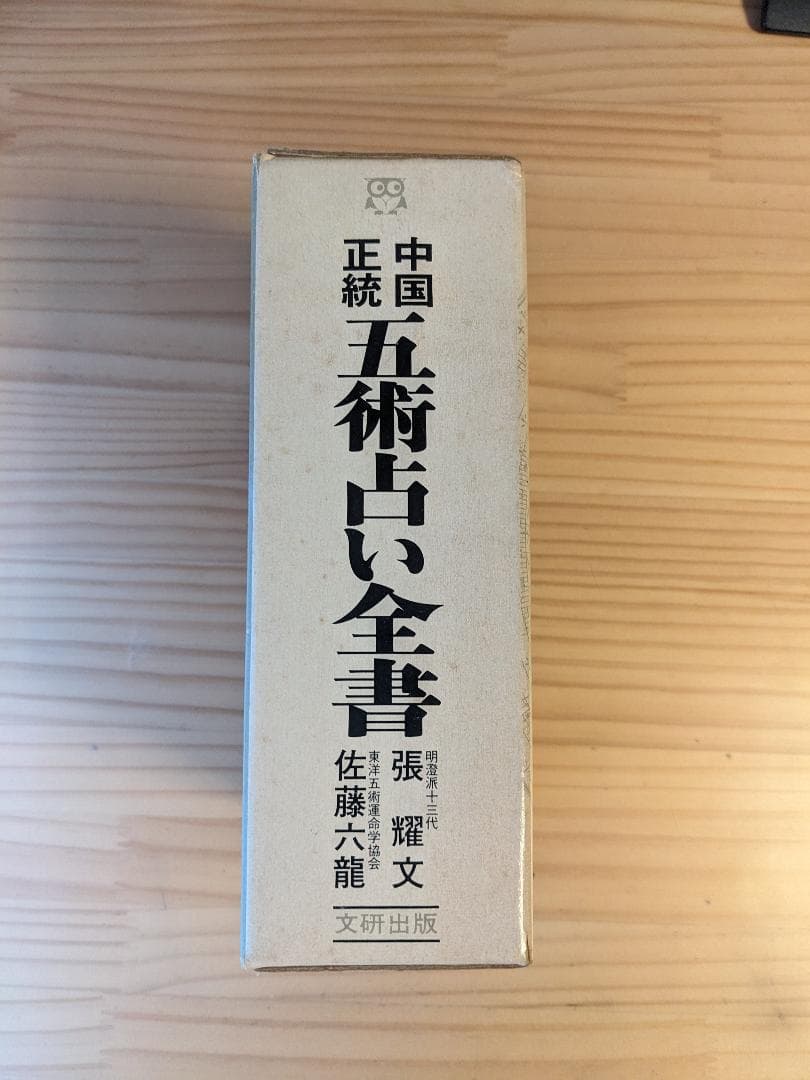 中国
正統
五術占い全書
明澄派十三代
張耀文
東洋五術運命学協会
佐藤六龍
文研出版